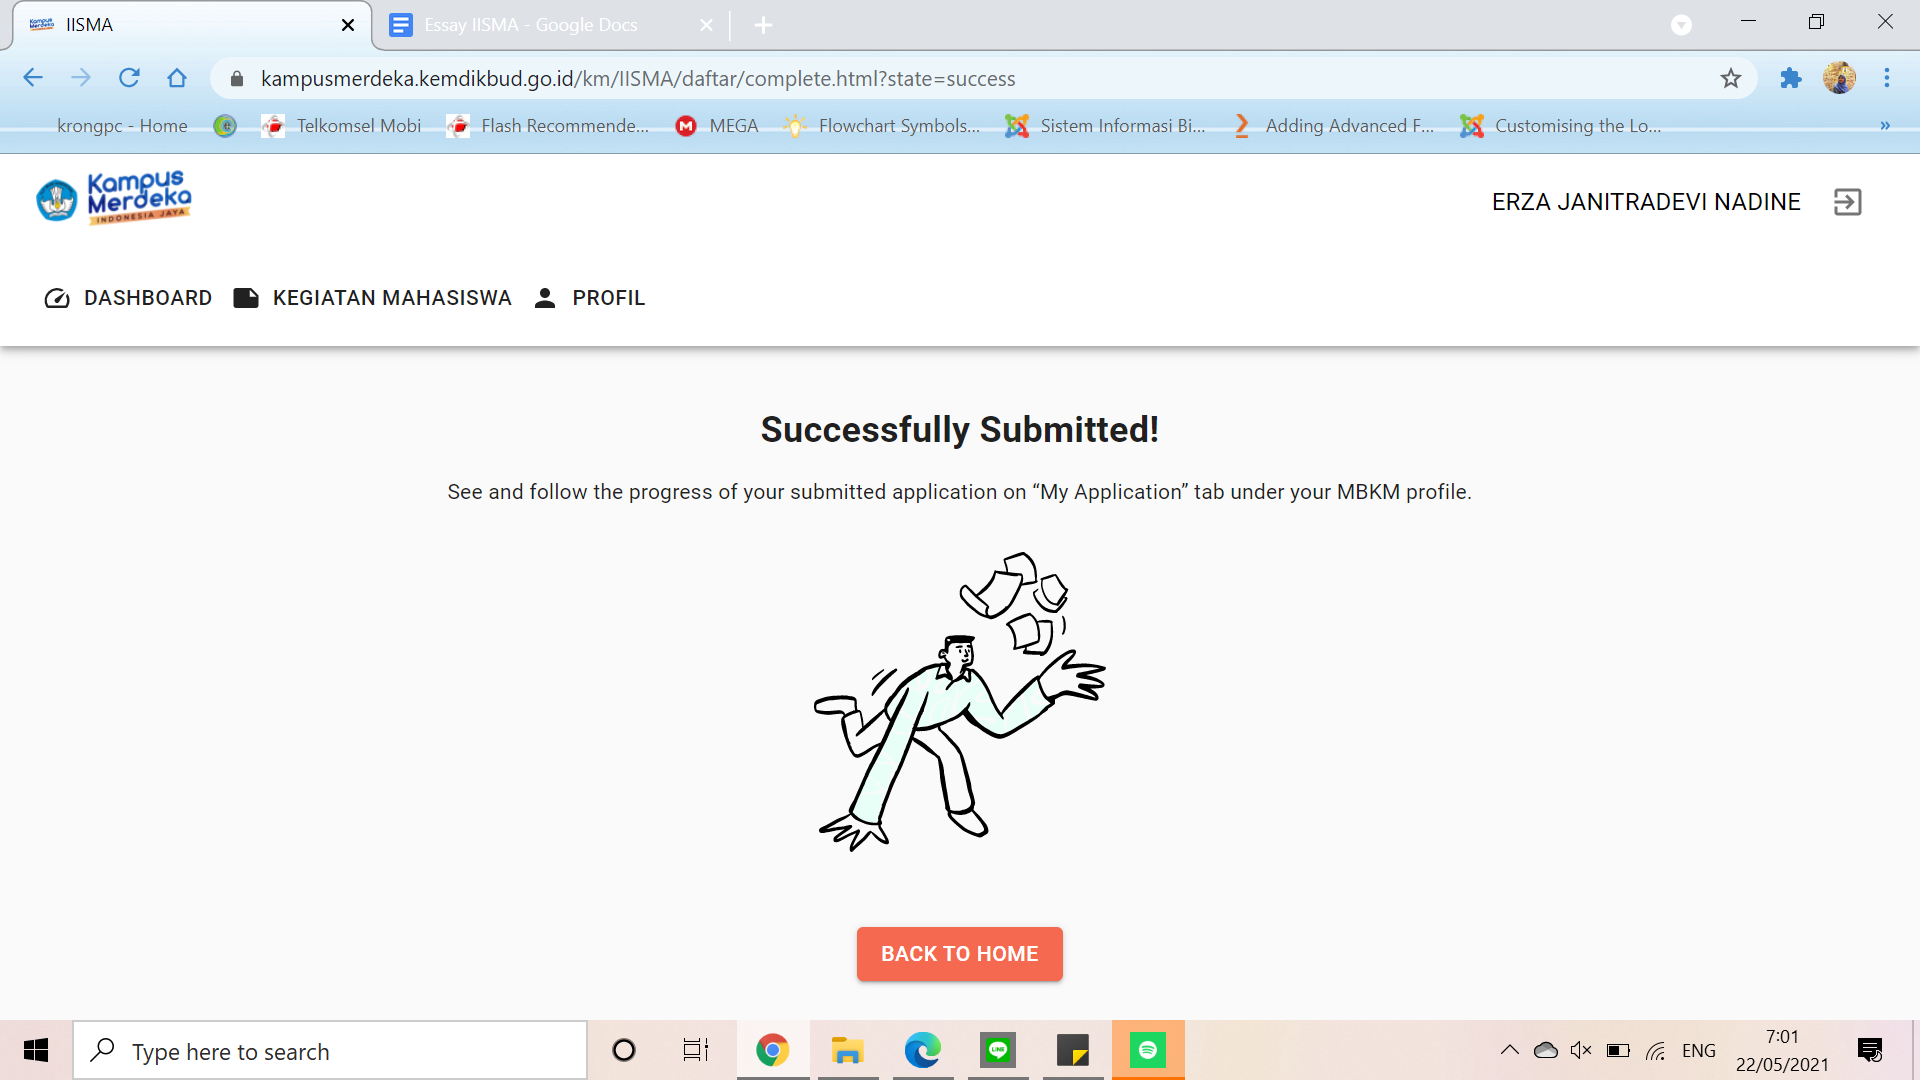 IISMA
Essay IISMA - Google Docs
kampusmerdeka.kemdikbud.go.id/km/IISMA/daftar/complete.html?state=success
krongpc - Home
Telkomsel Mobi
Flash Recommende...
MEGA
Flowchart Symbols...
Sistem Informasi Bi...
Adding Advanced F...
Customising the Lo...
»
Kampus
Merdeka
INDONESIA JAYA
ERZA JANITRADEVI NADINE
DASHBOARD
KEGIATAN MAHASISWA
PROFIL
Successfully Submitted!
See and follow the progress of your submitted application on “My Application” tab under your MBKM profile.
BACK TO HOME
Type here to search
LINE
ENG
7:01
22/05/2021